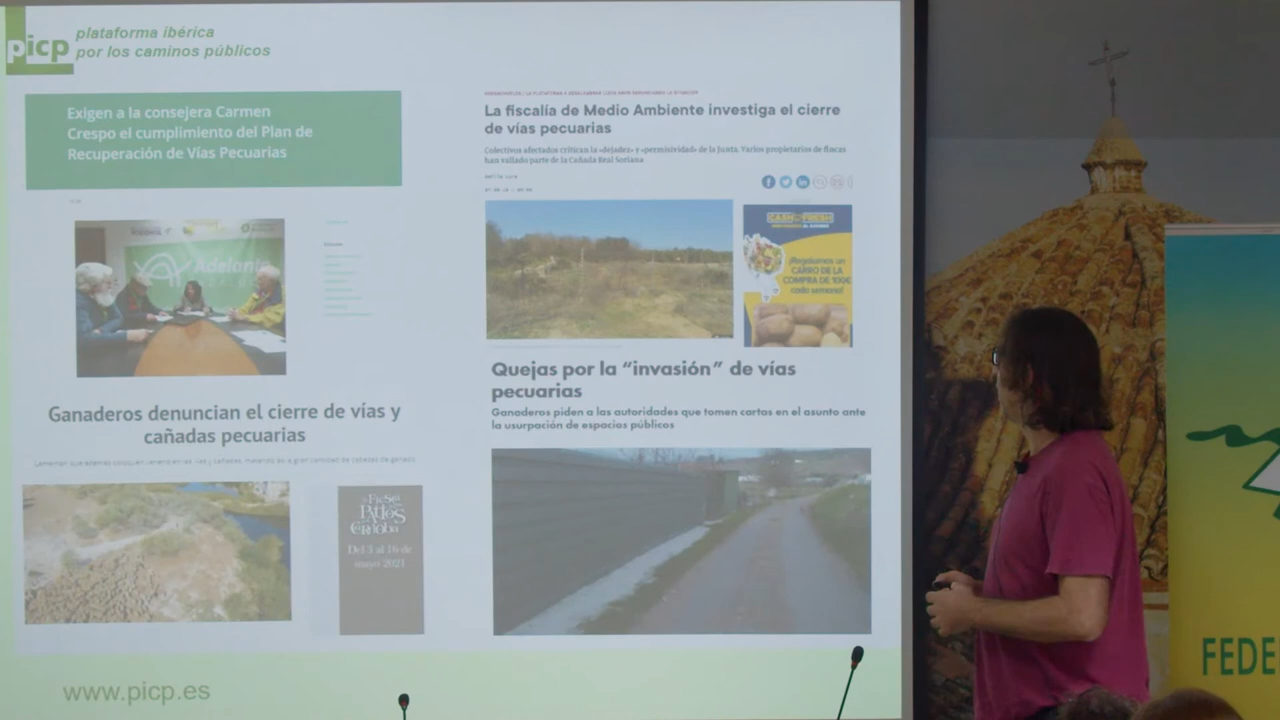 picp
plataforma ibérica
por los caminos públicos
Exigen a la consejera Carmen
Crespo el cumplimiento del Plan de
Recuperación de Vías Pecuarias
Adelante
Ganaderos denuncian el cierre de vías y
cañadas pecuarias
Del 3 al 16 de
mayo 2021
La fiscalía de Medio Ambiente investiga el cierre
de vías pecuarias
Colectivos afectados critican la «dejadez» y «permisividad» de la Junta. Varios propietarios de fincas
han vallado parte de la Cañada Real Soriana
CASH FRESH
¡Regalamos un
CARRO DE LA
COMPRA DE 100€
cada semana!
Quejas por la “invasión” de vías
pecuarias
Ganaderos piden a las autoridades que tomen cartas en el asunto ante
la usurpación de espacios públicos
www.picp.es
FEDE